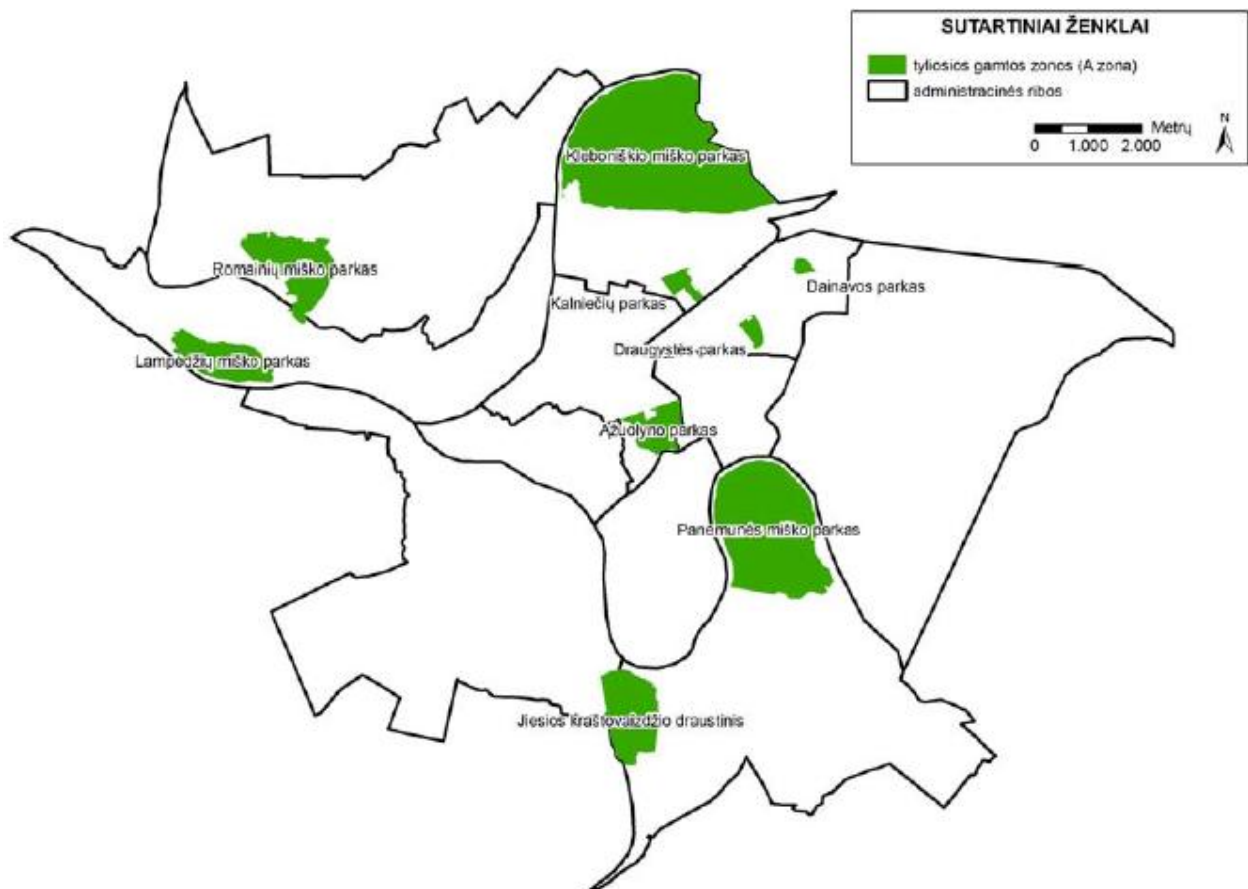 SUTARTINIAI ŽENKLAI
tyliosios gamtos zonos (A zona)
administracinės ribos
N
Metrų
0 1.000 2.000
Kleboniškio miško parkas
Romainių miško parkas
Dainavos parkas
Kalniečių parkas
Draugystės parkas
Lampėdžių miško parkas
Ažuolyno parkas
Panemunės miško parkas
Jiesios kraštovaizdžio draustinis